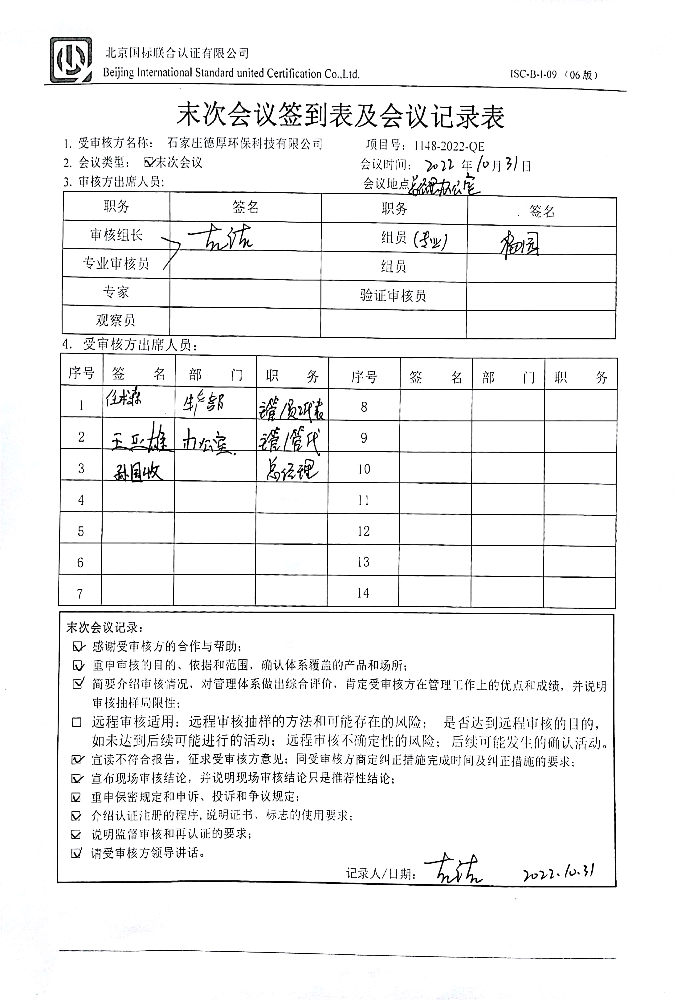 北京国标联合认证有限公司
Beijing International Standard united Certification Co.,Ltd.
ISC-B-I-09 (06版)
末次会议签到表及会议记录表
1. 受审核方名称: 石家庄德厚环保科技有限公司 项目号: 1148-2022-QE
2. 会议类型: ☑末次会议 会议时间: 2022 年 10 月 31 日
3. 审核方出席人员: 会议地点 总经理办公室
职务 签名 职务 签名
审核组长 组员 (专业) 杨园
专业审核员 组员
专家 验证审核员
观察员
4. 受审核方出席人员:
序号 签 名 部 门 职 务 序号 签 名 部 门 职 务
1 生产部 主管/员工代表 8
2 王亚雄 办公室. 主管/管代 9
3 孙国收 总经理 10
4 11
5 12
6 13
7 14
末次会议记录:
☑ 感谢受审核方的合作与帮助;
☑ 重申审核的目的、依据和范围，确认体系覆盖的产品和场所;
☑ 简要介绍审核情况，对管理体系做出综合评价，肯定受审核方在管理工作上的优点和成绩，并说明
审核抽样局限性;
□ 远程审核适用: 远程审核抽样的方法和可能存在的风险; 是否达到远程审核的目的，
如未达到后续可能进行的活动; 远程审核不确定性的风险; 后续可能发生的确认活动。
☑ 宣读不符合报告，征求受审核方意见; 同受审核方商定纠正措施完成时间及纠正措施的要求;
☑ 宣布现场审核结论，并说明现场审核结论只是推荐性结论;
☑ 重申保密规定和申诉、投诉和争议规定;
☑ 介绍认证注册的程序,说明证书、标志的使用要求;
☑ 说明监督审核和再认证的要求;
☑ 请受审核方领导讲话。
记录人/日期: 2022.10.31